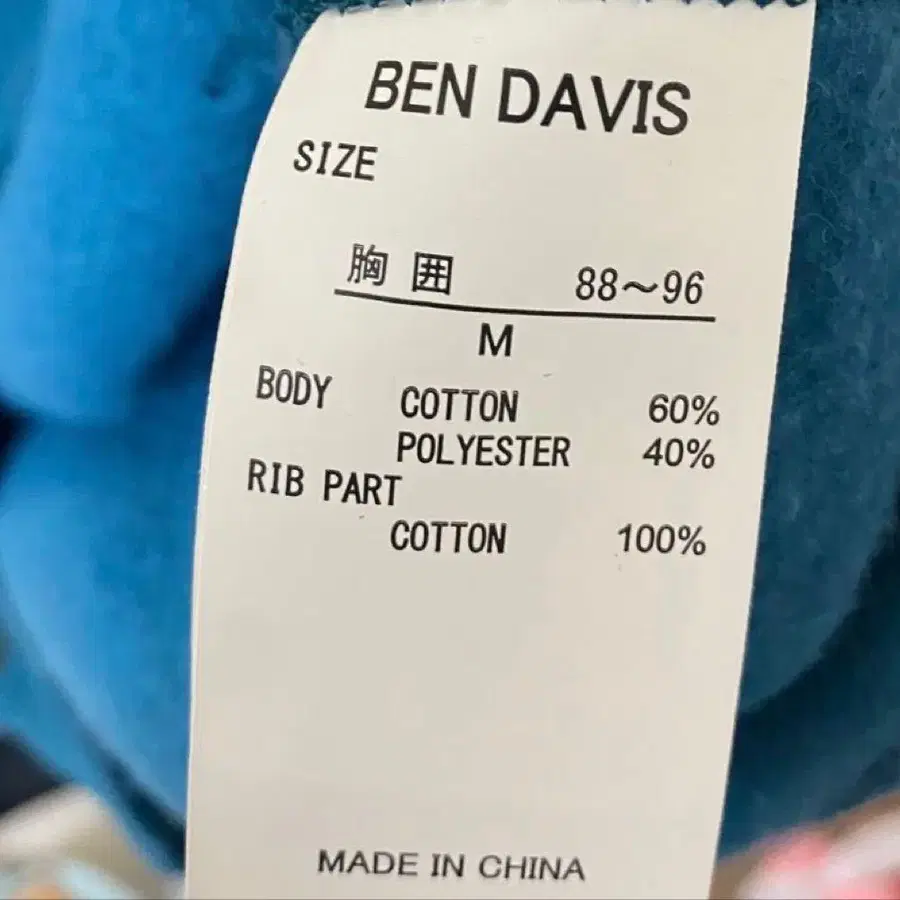 BEN DAVIS
SIZE
胸 囲 88～96
M
BODY COTTON 60%
POLYESTER 40%
RIB PART
COTTON 100%
MADE IN CHINA